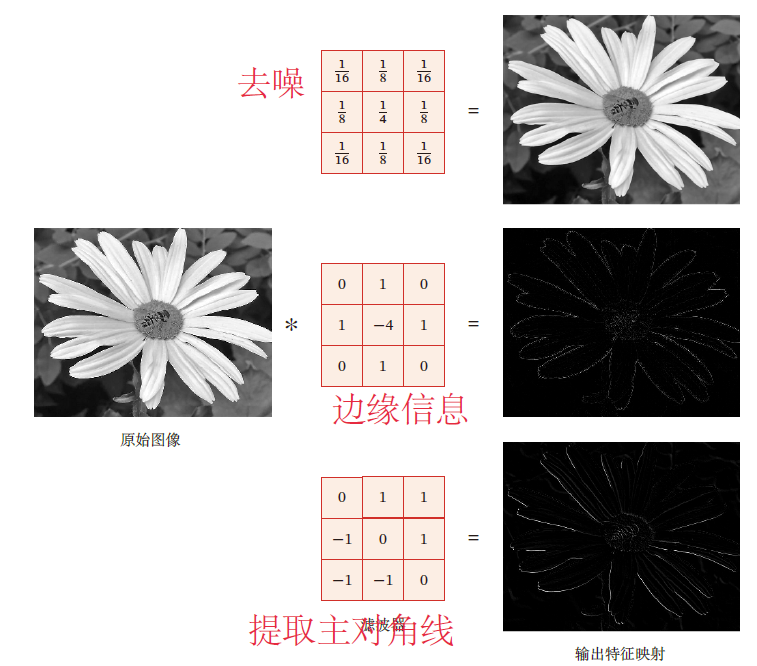 去噪
1/16 1/8 1/16
1/8 1/4 1/8
1/16 1/8 1/16
=
0 1 0
1 −4 1
0 1 0
*
=
边缘信息
原始图像
0 1 1
−1 0 1
−1 −1 0
=
提取主对角线
滤波器
输出特征映射